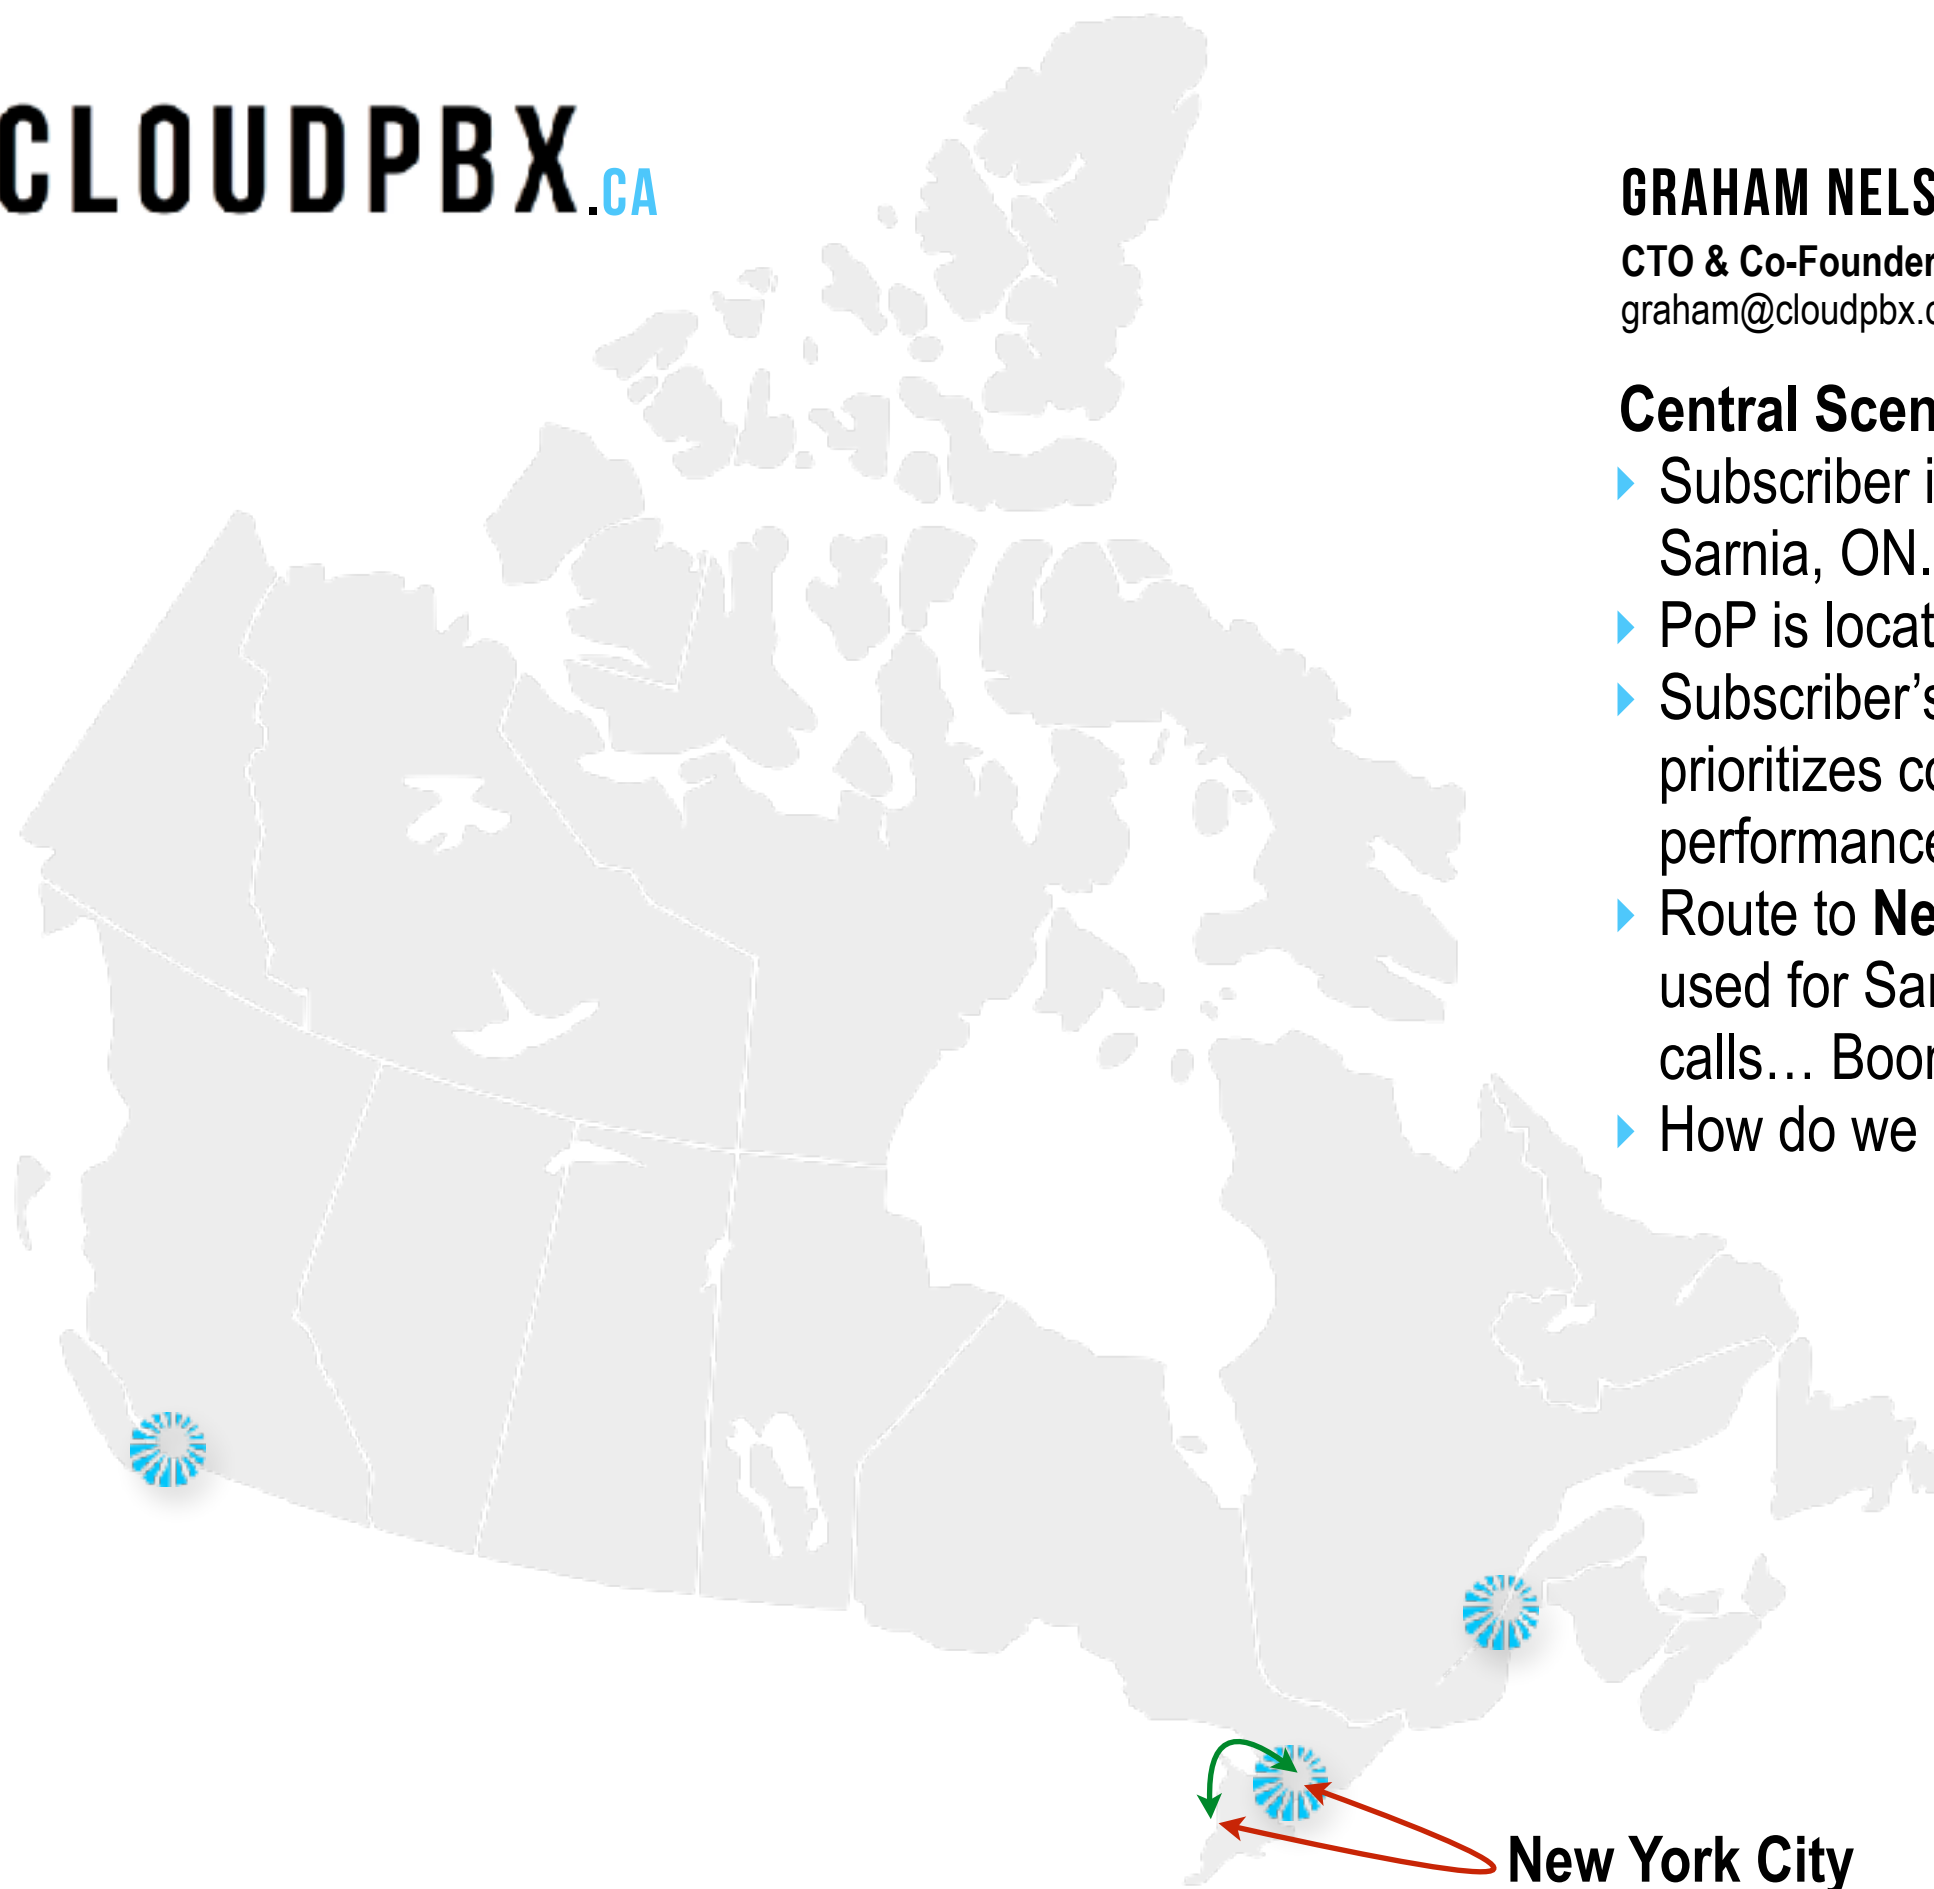 CLOUDPBX.CA
GRAHAM NELS
CTO & Co-Founder
graham@cloudpbx.c
Central Scen
Subscriber i
Sarnia, ON.
PoP is locat
Subscriber’s
prioritizes co
performance
Route to Ne
used for Sar
calls… Boor
How do we
New York City